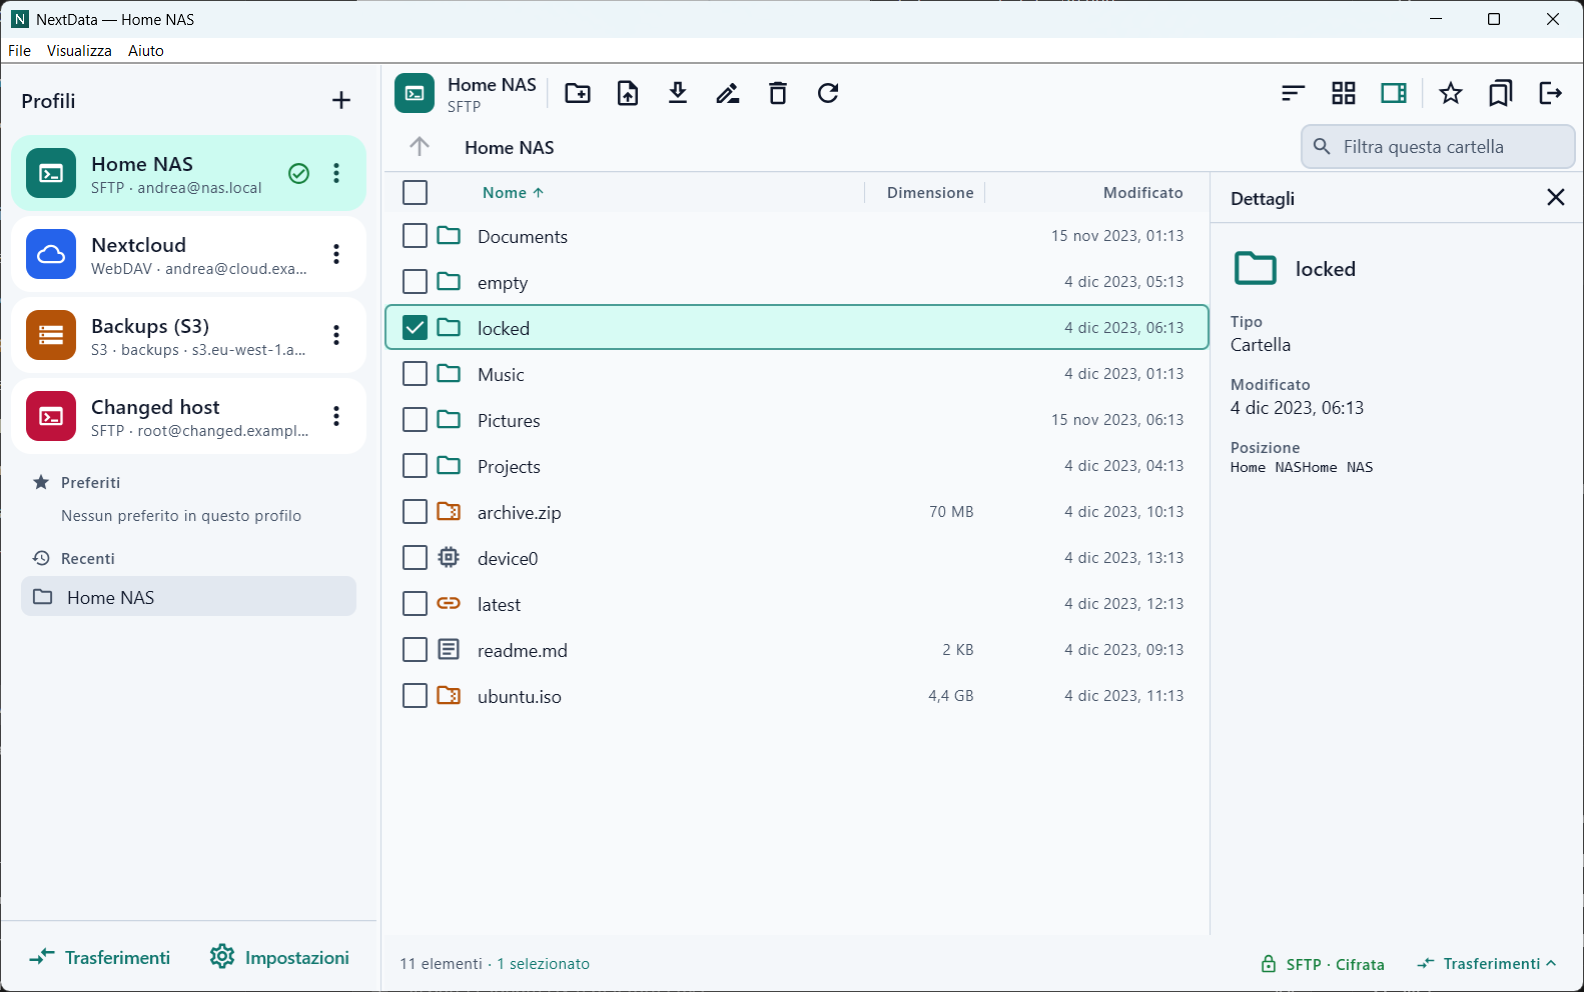 NextData — Home NAS
File Visualizza Aiuto
Profili
Home NAS
SFTP · andrea@nas.local
Nextcloud
WebDAV · andrea@cloud.exa...
Backups (S3)
S3 · backups · s3.eu-west-1.a...
Changed host
SFTP · root@changed.exampl...
Preferiti
Nessun preferito in questo profilo
Recenti
Home NAS
Trasferimenti
Impostazioni
Home NAS
SFTP
Home NAS
Filtra questa cartella
Nome Dimensione Modificato
Documents 15 nov 2023, 01:13
empty 4 dic 2023, 05:13
locked 4 dic 2023, 06:13
Music 4 dic 2023, 01:13
Pictures 15 nov 2023, 06:13
Projects 4 dic 2023, 04:13
archive.zip 70 MB 4 dic 2023, 10:13
device0 4 dic 2023, 13:13
latest 4 dic 2023, 12:13
readme.md 2 KB 4 dic 2023, 09:13
ubuntu.iso 4,4 GB 4 dic 2023, 11:13
Dettagli
locked
Tipo
Cartella
Modificato
4 dic 2023, 06:13
Posizione
Home NASHome NAS
11 elementi · 1 selezionato
SFTP · Cifrata
Trasferimenti